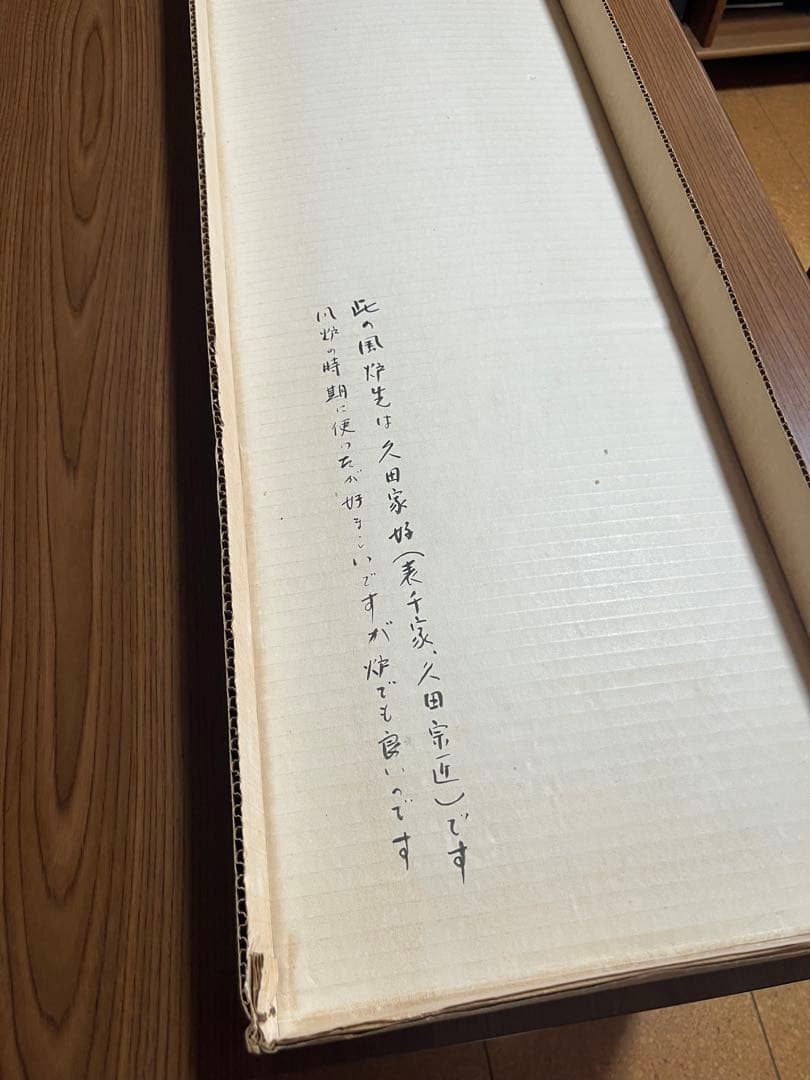 此の風炉先は久田家好(表千家、久田宗匠)です
風炉の時期に使った方が好ましいですが炉でも良いのです